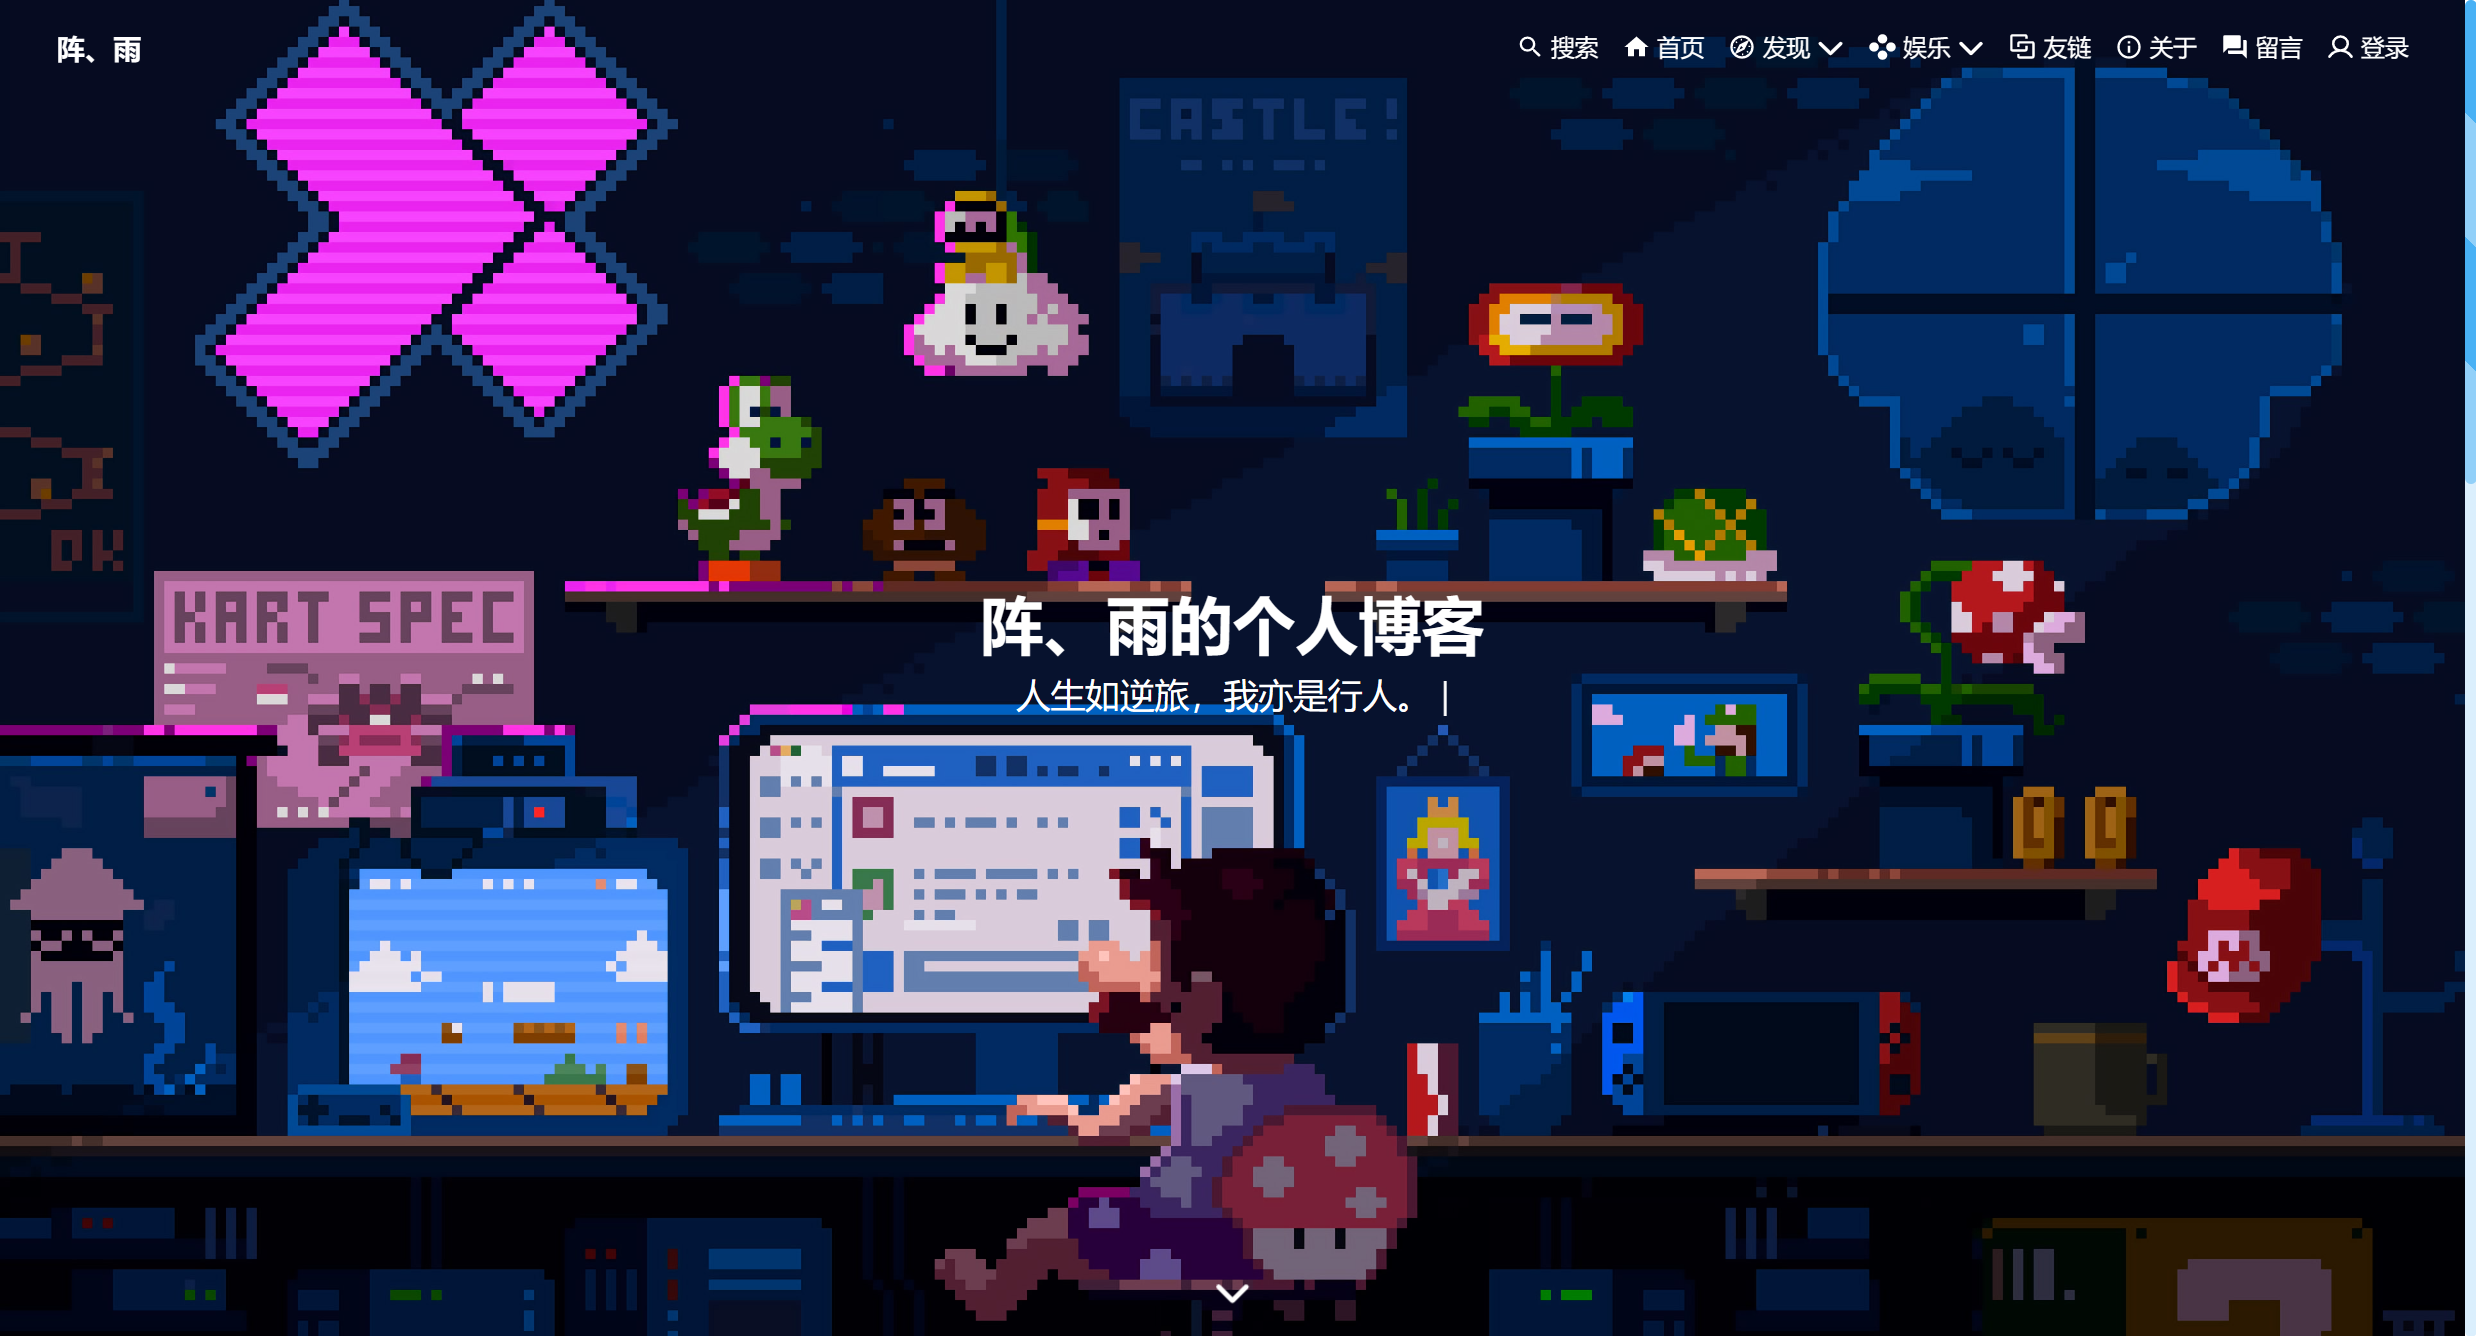 阵、雨
搜索 首页 发现 娱乐 友链 关于 留言 登录
CASTLE!
OK
KART SPEC
阵、雨的个人博客
人生如逆旅，我亦是行人。 |